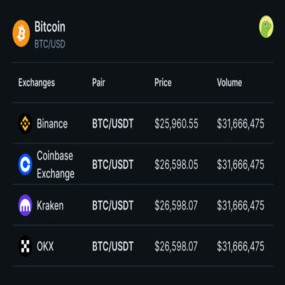 Bitcoin
BTC/USD
Exchanges Pair Price Volume
Binance BTC/USDT $25,960.55 $31,666,475
Coinbase Exchange BTC/USDT $26,598.05 $31,666,475
Kraken BTC/USDT $26,598.07 $31,666,475
OKX BTC/USDT $26,598.07 $31,666,475